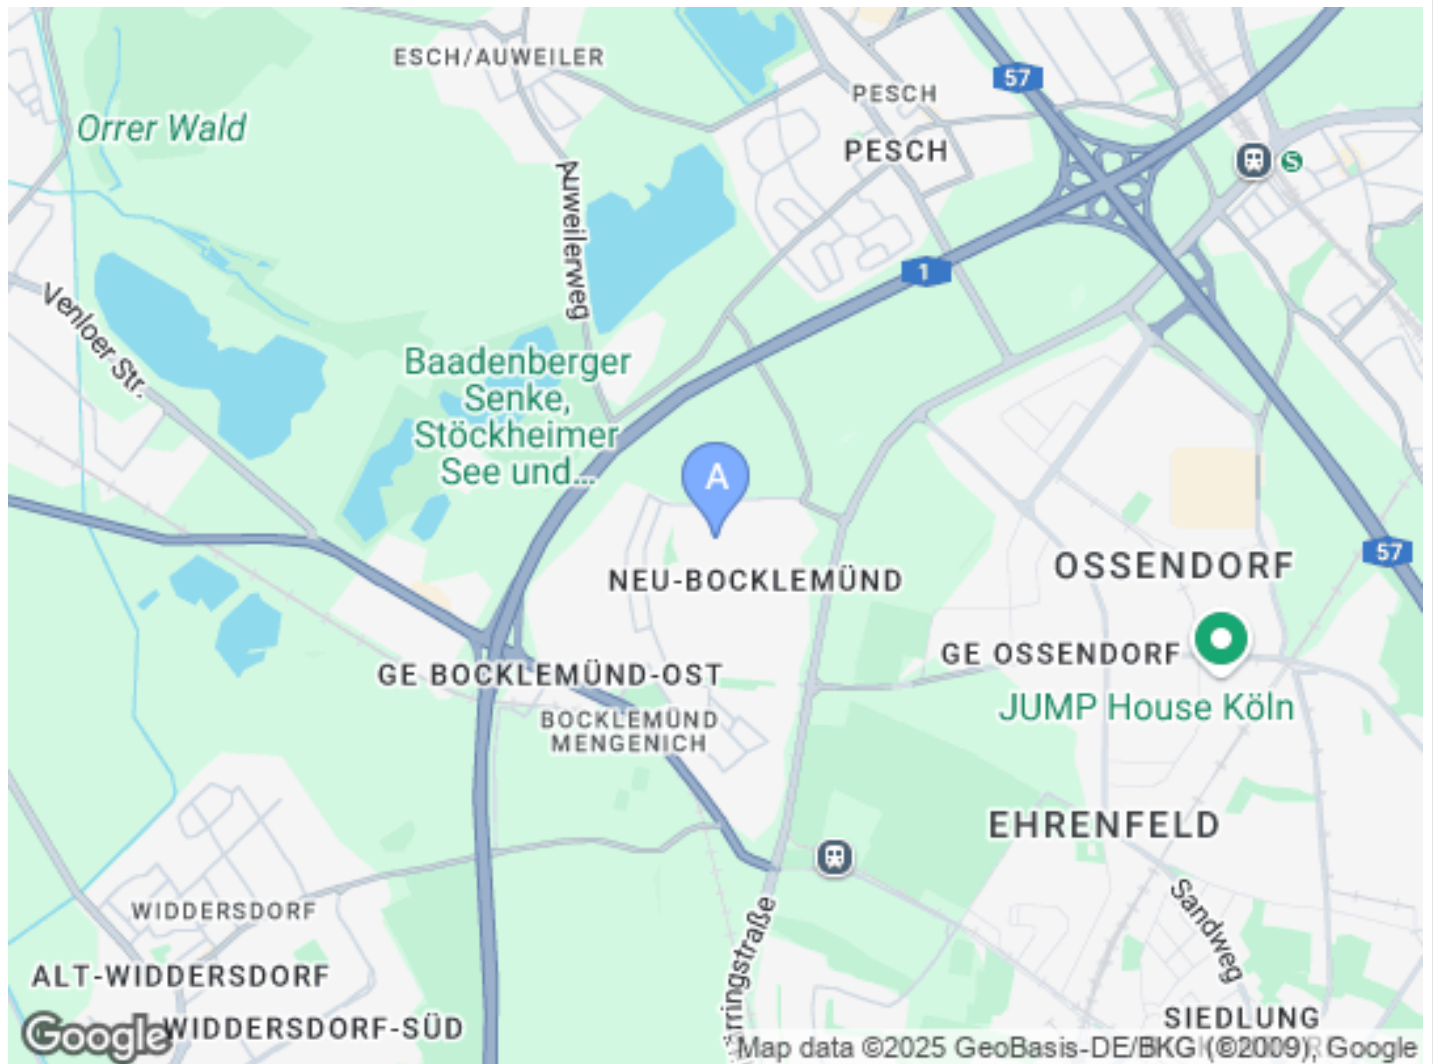 ESCH/AUWEILER
57
PESCH
Orrer Wald
PESCH
S
Auweilerweg
1
Venloer Str.
Baadenberger
Senke,
Stöckheimer
See und...
A
57
OSSENDORF
NEU-BOCKLEMÜND
GE OSSENDORF
GE BOCKLEMÜND-OST
JUMP House Köln
BOCKLEMÜND
MENGENICH
EHRENFELD
Sandweg
WIDDERSDORF
ALT-WIDDERSDORF
SIEDLUNG
WIDDERSDORF-SÜD
Google
Map data ©2025 GeoBasis-DE/BKG (©2009), Google